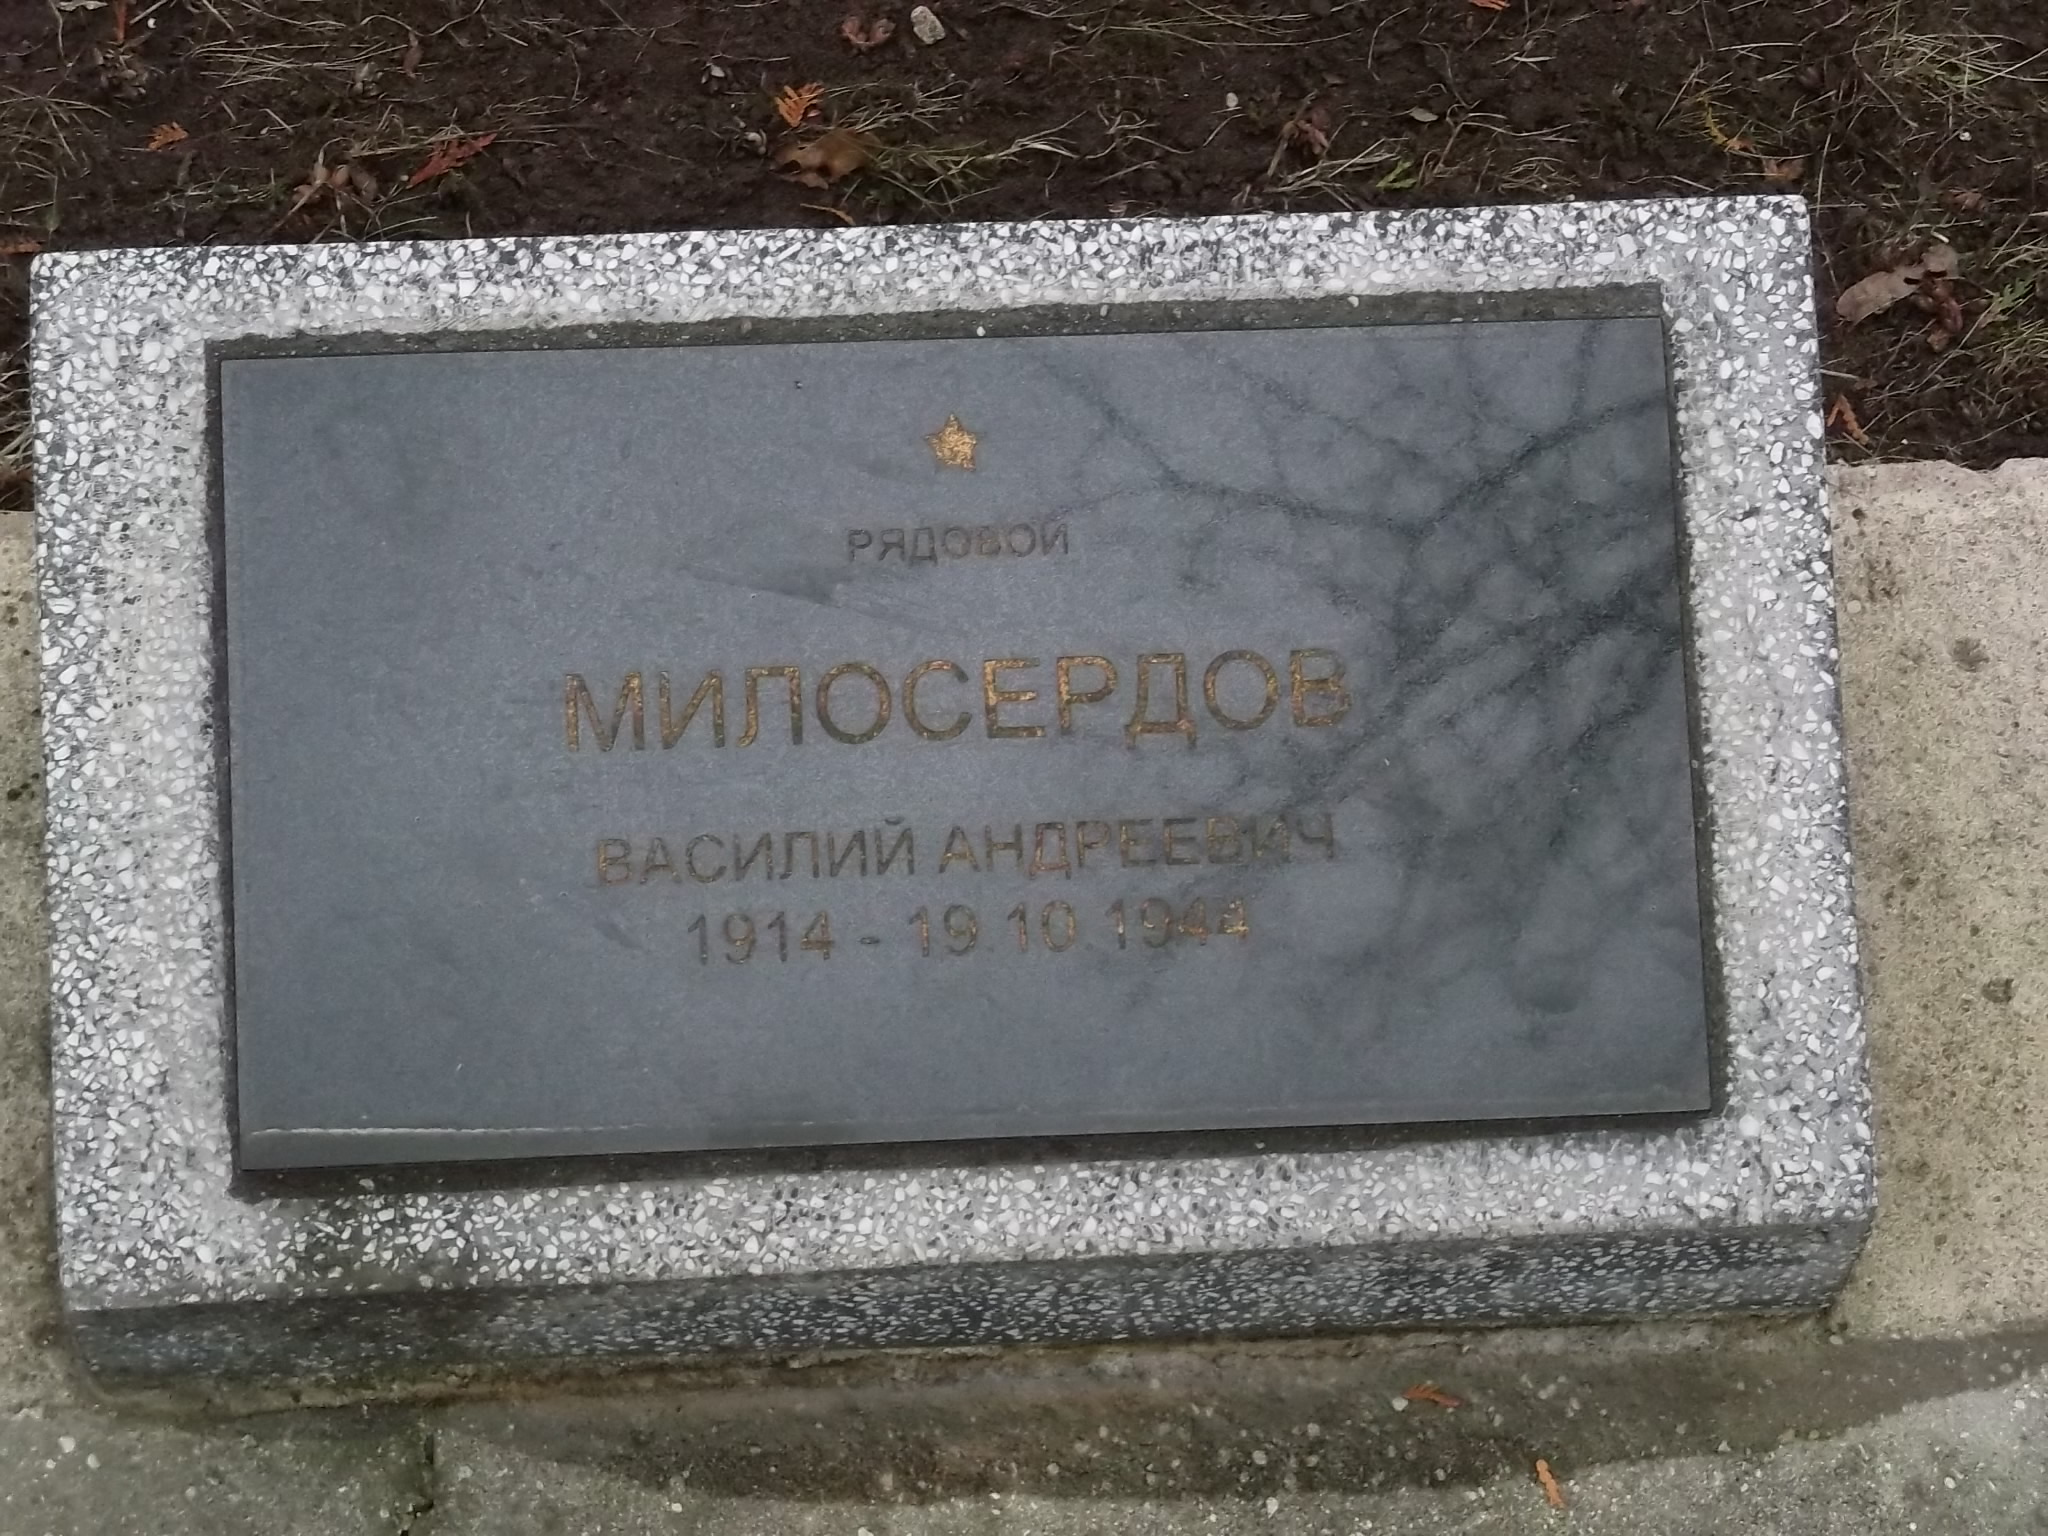 РЯДОВОЙ
МИЛОСЕРДОВ
ВАСИЛИЙ АНДРЕЕВИЧ
1914 - 19.10.1944